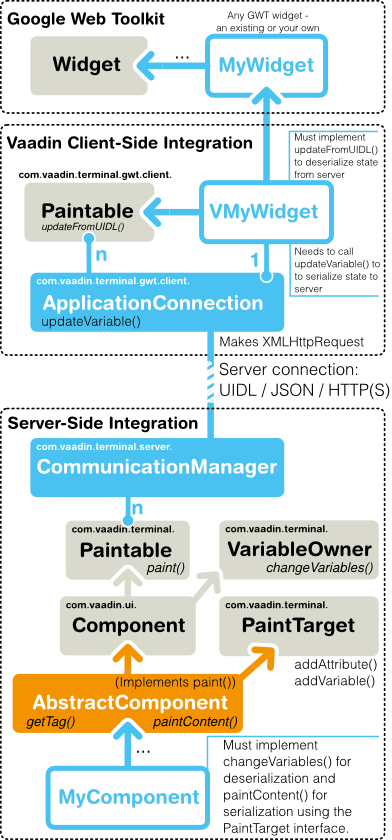 Google Web Toolkit
Any GWT widget -
an existing or your own
Widget
...
MyWidget
Vaadin Client-Side Integration
Must implement
updateFromUIDL()
to deserialize state
from server
com.vaadin.terminal.gwt.client.
Paintable
updateFromUIDL()
VMyWidget
n
1
Needs to call
updateVariable() to
to serialize state to
server
com.vaadin.terminal.gwt.client.
ApplicationConnection
updateVariable()
Makes XMLHttpRequest
Server connection:
UIDL / JSON / HTTP(S)
Server-Side Integration
com.vaadin.terminal.server.
CommunicationManager
n
com.vaadin.terminal.
Paintable
paint()
com.vaadin.terminal.
VariableOwner
changeVariables()
com.vaadin.ui.
Component
com.vaadin.terminal.
PaintTarget
addAttribute()
addVariable()
(Implements paint())
AbstractComponent
getTag()
paintContent()
...
MyComponent
Must implement
changeVariables() for
deserialization and
paintContent() for
serialization using the
PaintTarget interface.